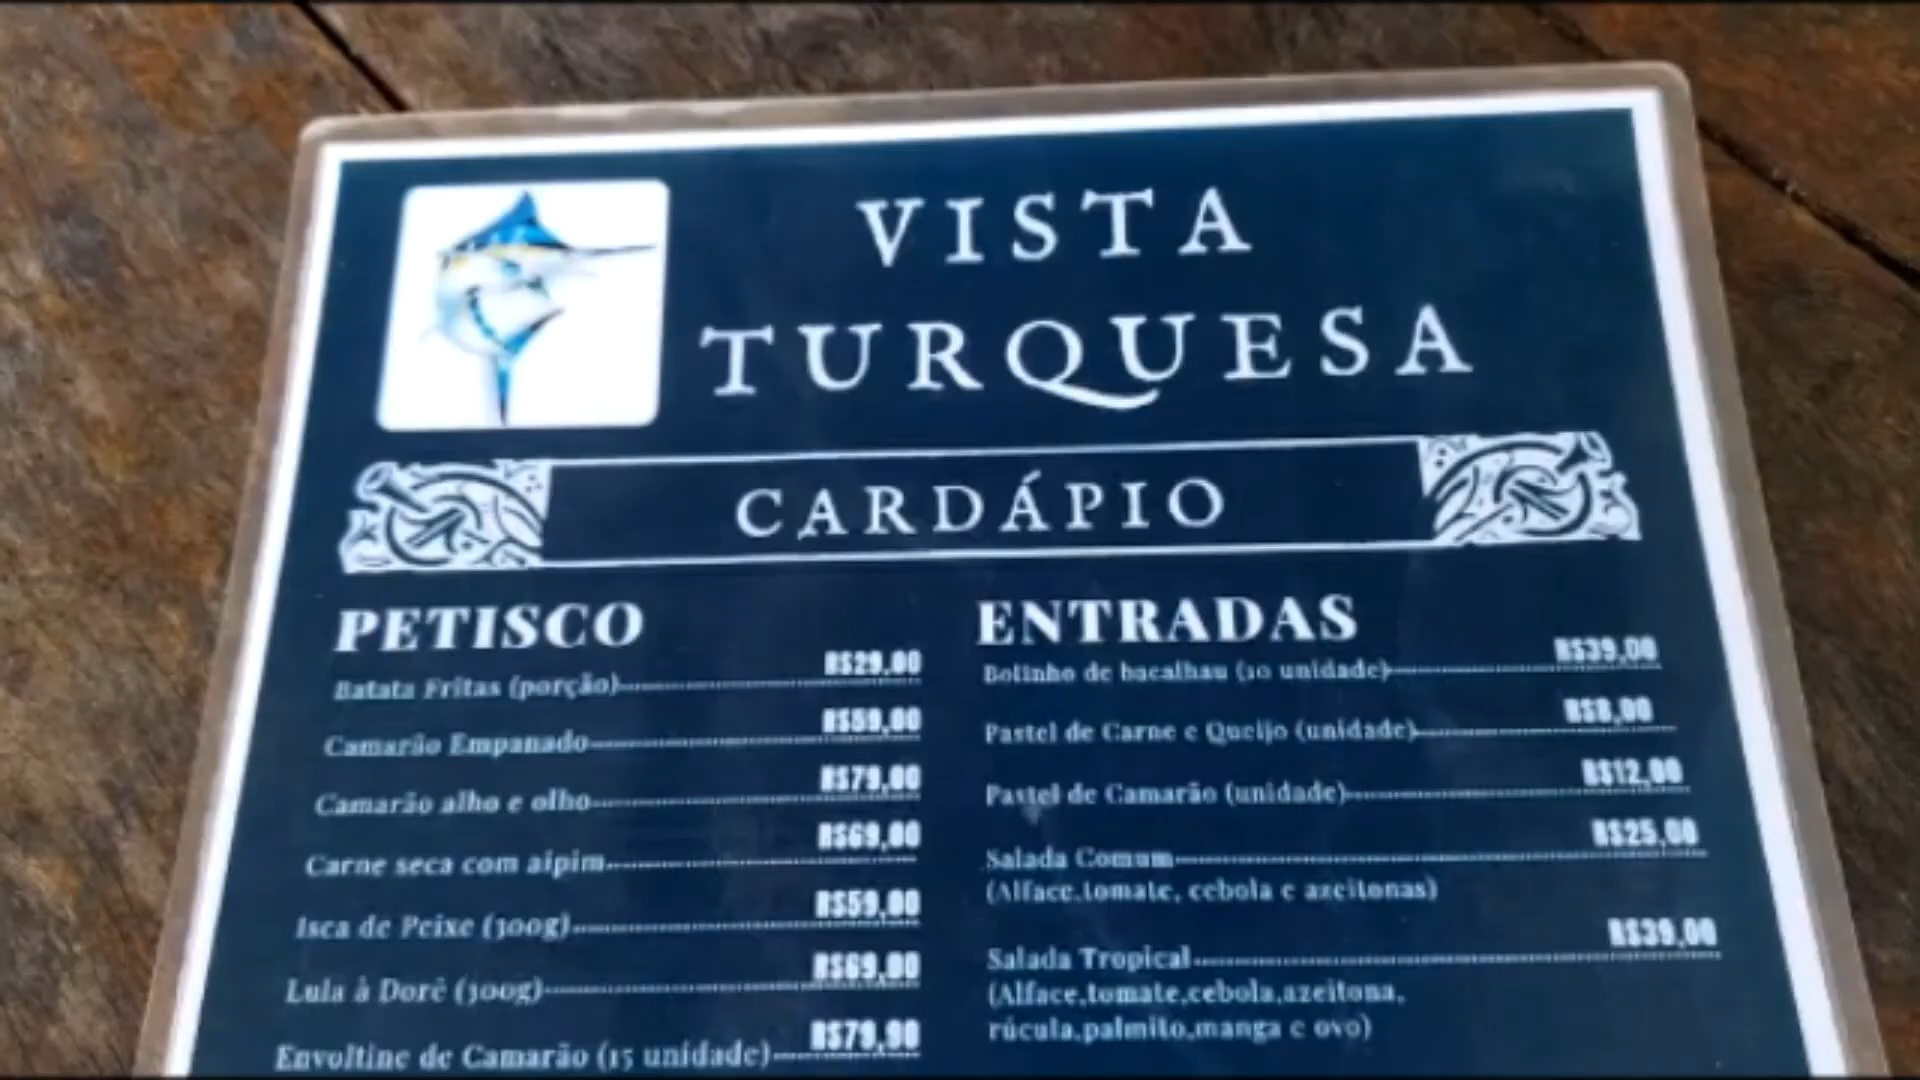 VISTA
TURQUESA
CARDÁPIO
PETISCO
Batata Fritas (porção) R$29,00
Camarão Empanado R$59,00
Camarão alho e olho R$79,00
Carne seca com aipim R$69,00
Isca de Peixe (300g) R$59,00
Lula à Dorê (300g) R$69,00
Envoltine de Camarão (15 unidade) R$79,90
ENTRADAS
Bolinho de bacalhau (10 unidade) R$39,00
Pastel de Carne e Queijo (unidade) R$8,00
Pastel de Camarão (unidade) R$12,00
Salada Comum R$25,00
(Alface,tomate, cebola e azeitonas)
Salada Tropical R$39,00
(Alface,tomate,cebola,azeitona,
rúcula,palmito,manga e ovo)